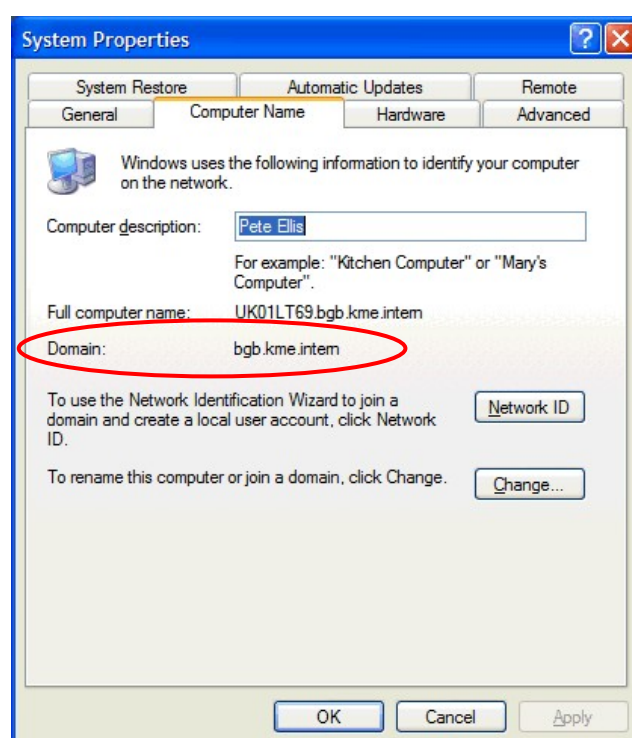 System Properties
System Restore Automatic Updates Remote
General Computer Name Hardware Advanced
Windows uses the following information to identify your computer
on the network.
Computer description: Pete Ellis
For example: "Kitchen Computer" or "Mary's
Computer".
Full computer name: UK01LT69.bgb.kme.intern
Domain: bgb.kme.intern
To use the Network Identification Wizard to join a
domain and create a local user account, click Network
ID.
Network ID
To rename this computer or join a domain, click Change.
Change...
OK Cancel Apply